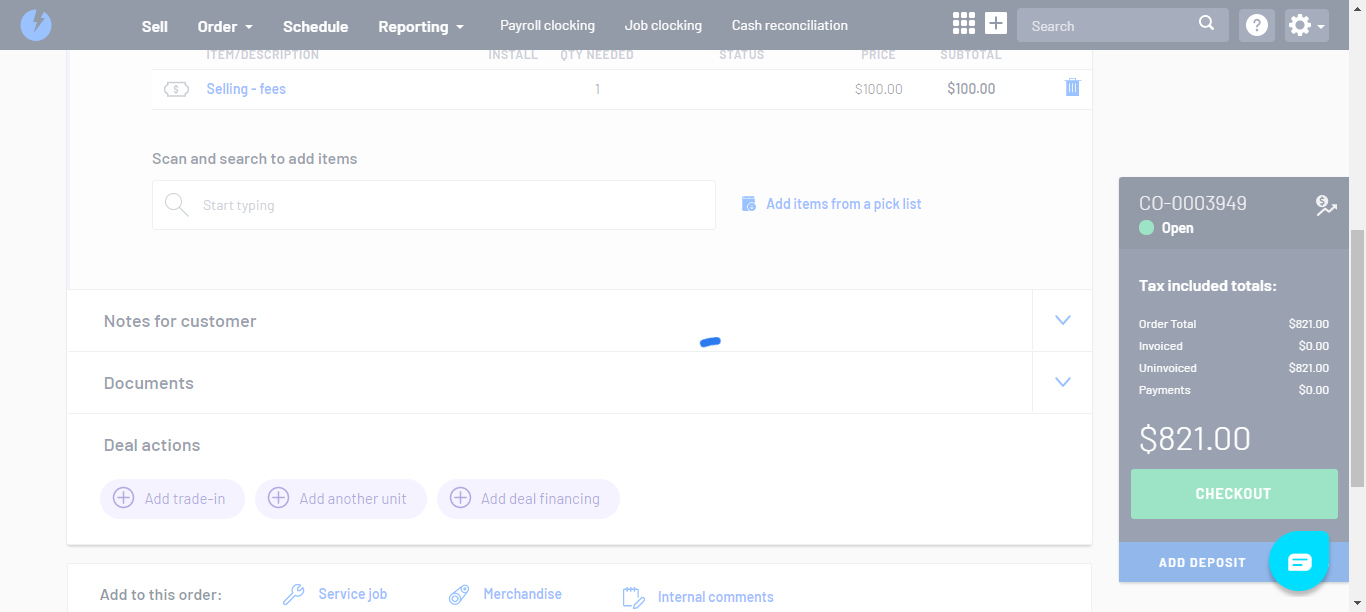 Sell Order Schedule Reporting Payroll clocking Job clocking Cash reconciliation Search ?
ITEM/DESCRIPTION INSTALL QTY NEEDED STATUS PRICE SUBTOTAL
$ Selling - fees 1 $100.00 $100.00
Scan and search to add items
Start typing Add items from a pick list
CO-0003949
Open
Tax included totals:
Order Total $821.00
Invoiced $0.00
Uninvoiced $821.00
Payments $0.00
$821.00
CHECKOUT
ADD DEPOSIT
Notes for customer
Documents
Deal actions
Add trade-in Add another unit Add deal financing
Add to this order: Service job Merchandise Internal comments